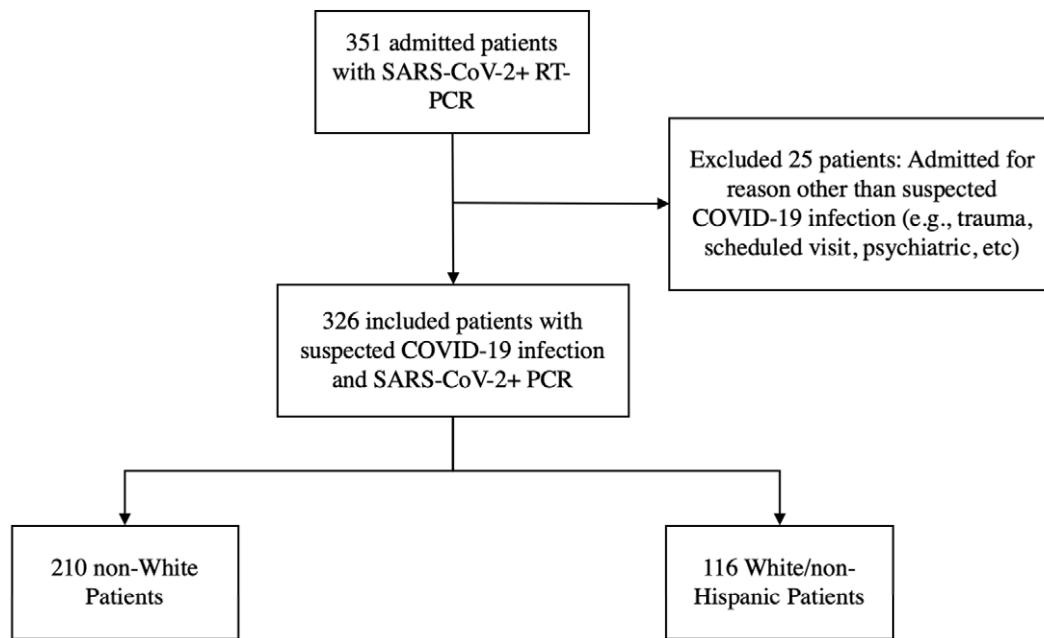 351 admitted patients
with SARS-CoV-2+ RT-
PCR
Excluded 25 patients: Admitted for
reason other than suspected
COVID-19 infection (e.g., trauma,
scheduled visit, psychiatric, etc)
326 included patients with
suspected COVID-19 infection
and SARS-CoV-2+ PCR
210 non-White
Patients
116 White/non-
Hispanic Patients